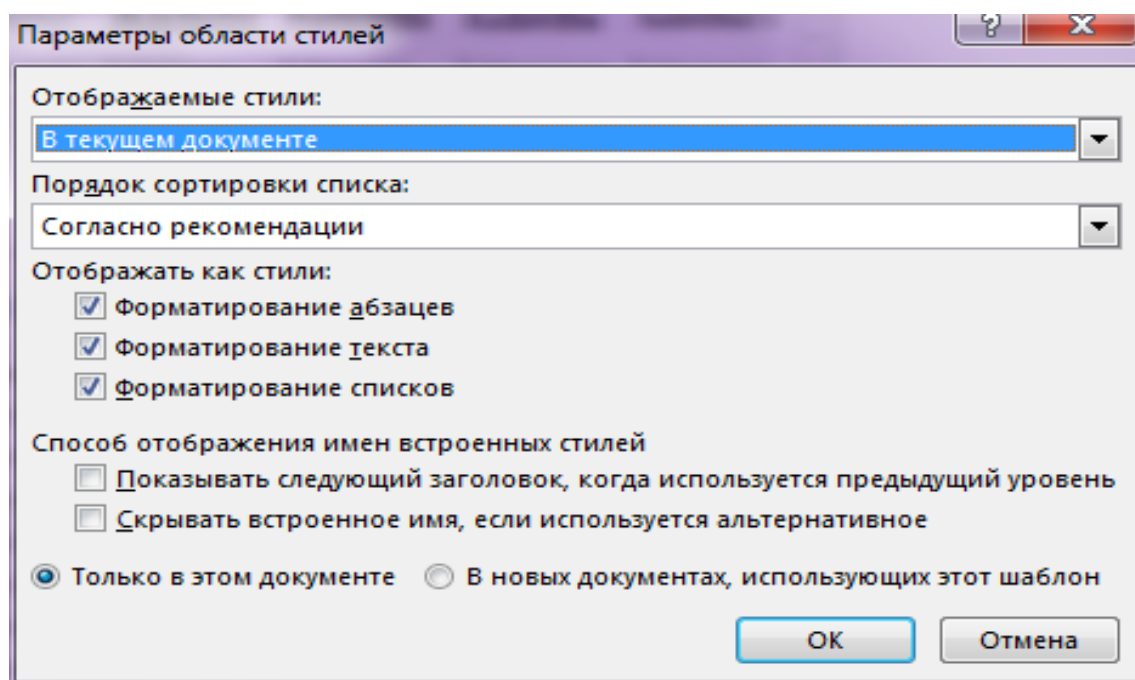 Параметры области стилей
Отображаемые стили:
В текущем документе
Порядок сортировки списка:
Согласно рекомендации
Отображать как стили:
Форматирование абзацев
Форматирование текста
Форматирование списков
Способ отображения имен встроенных стилей
Показывать следующий заголовок, когда используется предыдущий уровень
Скрывать встроенное имя, если используется альтернативное
Только в этом документе В новых документах, использующих этот шаблон
ОК Отмена